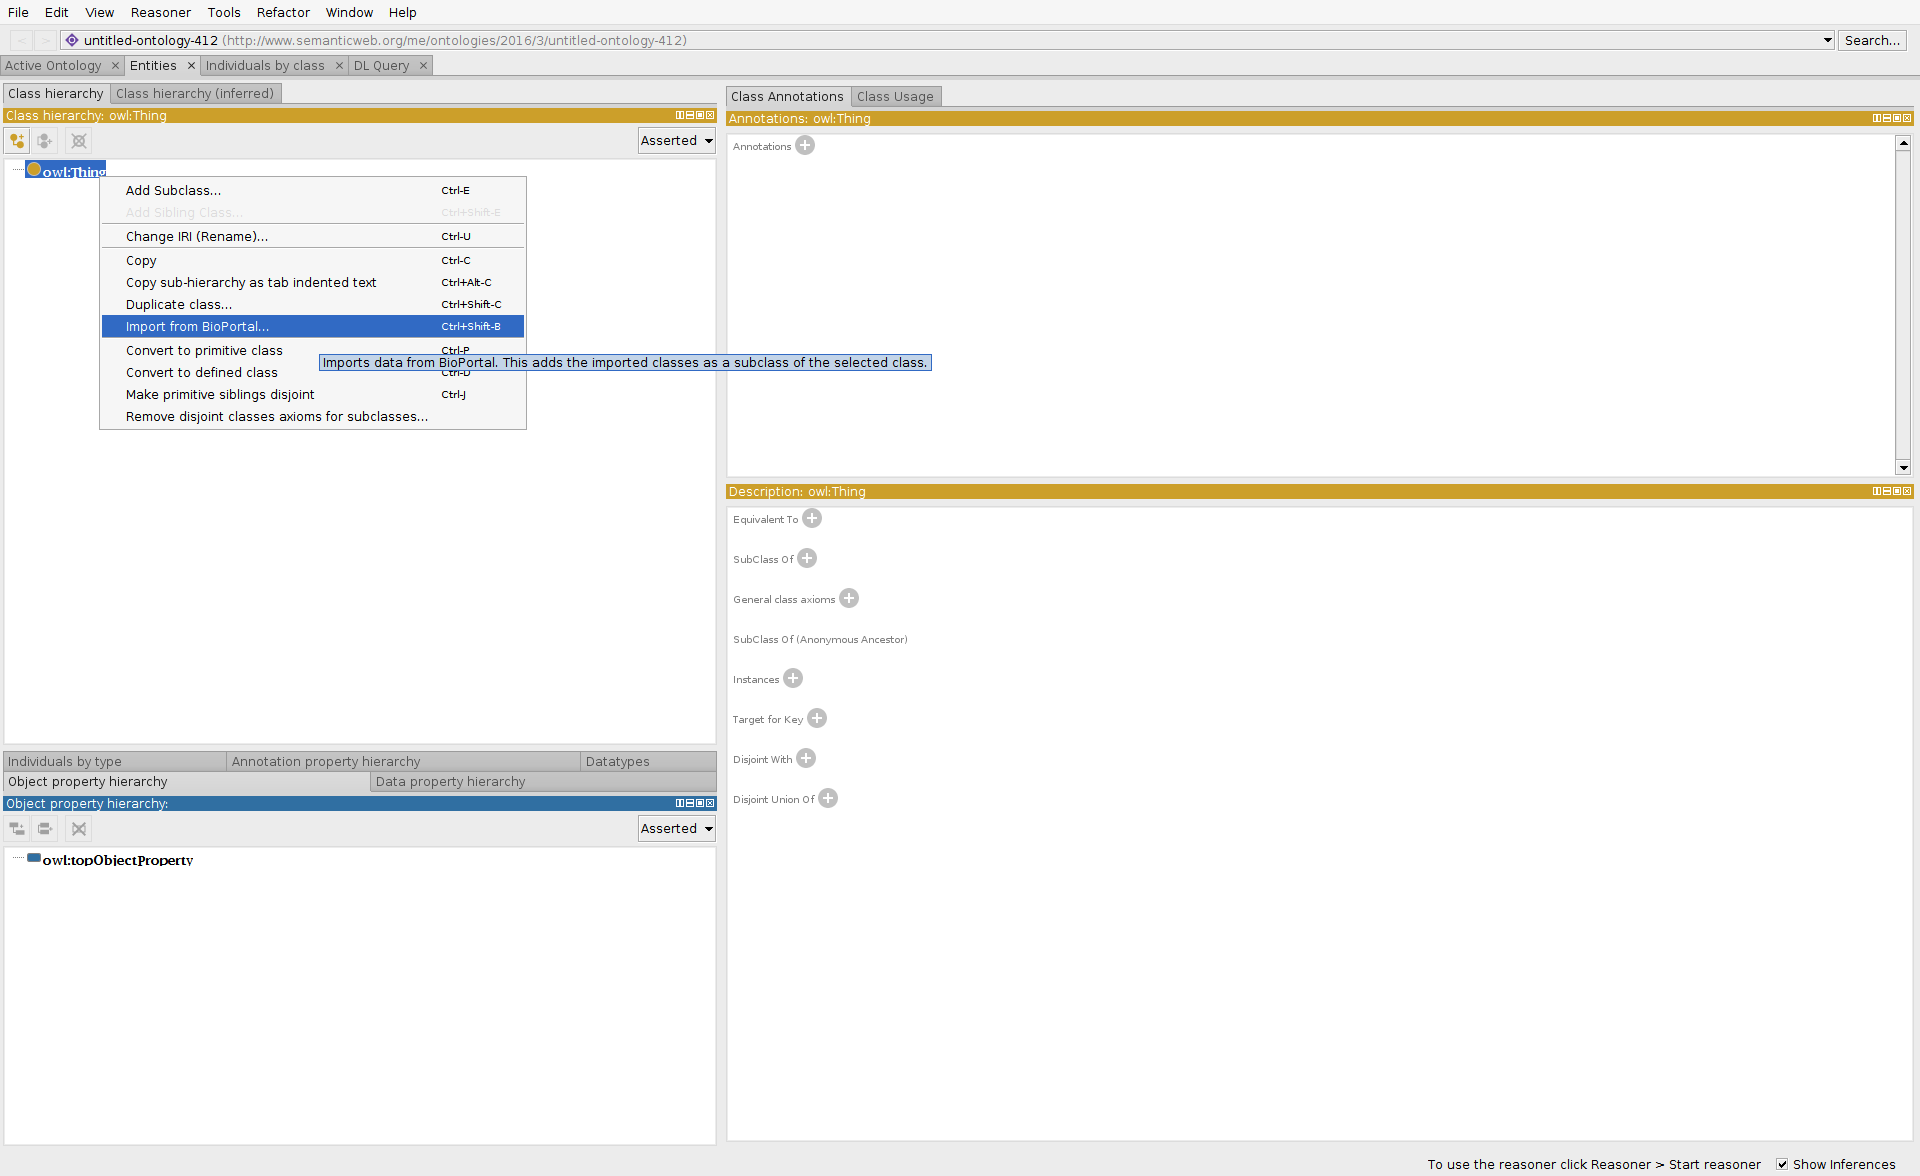 File Edit View Reasoner Tools Refactor Window Help
< > untitled-ontology-412 (http://www.semanticweb.org/me/ontologies/2016/3/untitled-ontology-412) Search...
Active Ontology × Entities × Individuals by class × DL Query ×
Class hierarchy Class hierarchy (inferred)
Class hierarchy: owl:Thing
Asserted
owl:Thing
Add Subclass... Ctrl-E
Add Sibling Class... Ctrl+Shift-E
Change IRI (Rename)... Ctrl-U
Copy Ctrl-C
Copy sub-hierarchy as tab indented text Ctrl+Alt-C
Duplicate class... Ctrl+Shift-C
Import from BioPortal... Ctrl+Shift-B
Convert to primitive class Ctrl-P
Imports data from BioPortal. This adds the imported classes as a subclass of the selected class.
Convert to defined class Ctrl-D
Make primitive siblings disjoint Ctrl-J
Remove disjoint classes axioms for subclasses...
Individuals by type Annotation property hierarchy Datatypes
Object property hierarchy Data property hierarchy
Object property hierarchy:
Asserted
owl:topObjectProperty
Class Annotations Class Usage
Annotations: owl:Thing
Annotations
Description: owl:Thing
Equivalent To
SubClass Of
General class axioms
SubClass Of (Anonymous Ancestor)
Instances
Target for Key
Disjoint With
Disjoint Union Of
To use the reasoner click Reasoner > Start reasoner Show Inferences